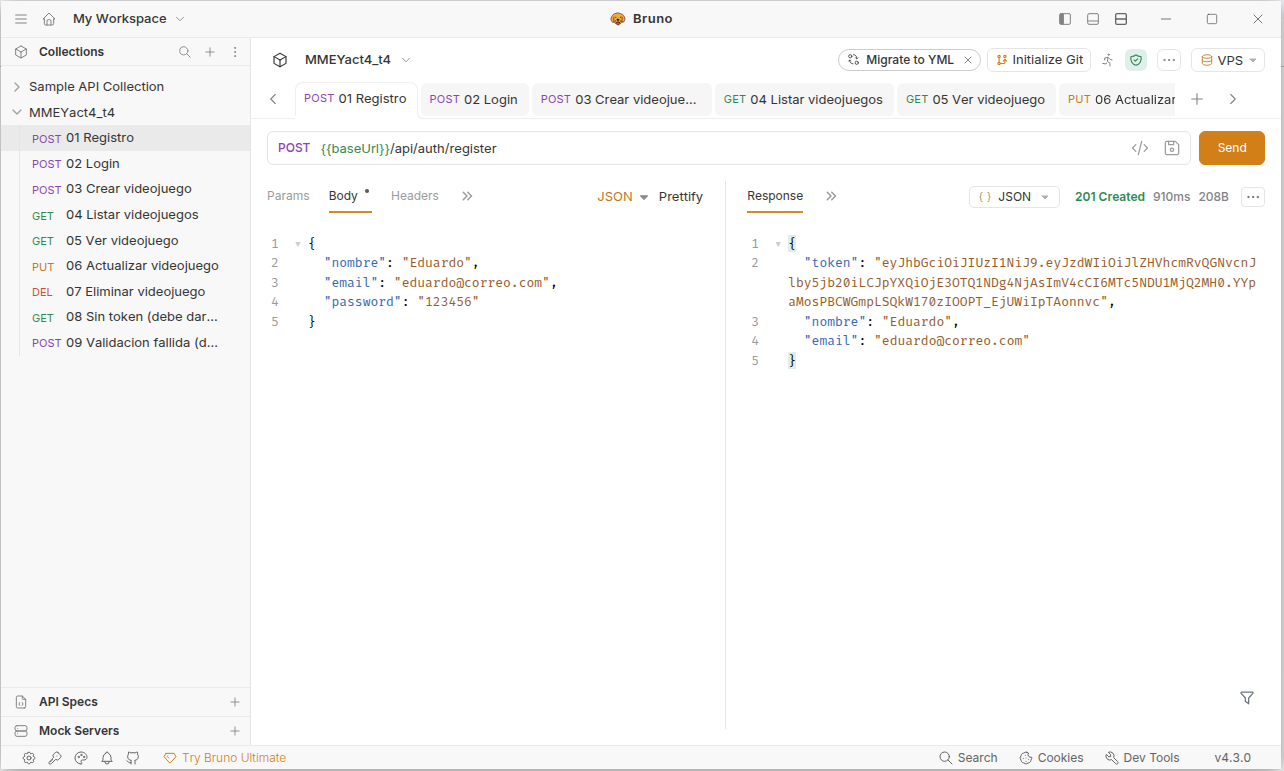 My Workspace
Bruno
Collections
Sample API Collection
MMEYact4_t4
POST 01 Registro
POST 02 Login
POST 03 Crear videojuego
GET 04 Listar videojuegos
GET 05 Ver videojuego
PUT 06 Actualizar videojuego
DEL 07 Eliminar videojuego
GET 08 Sin token (debe dar...
POST 09 Validacion fallida (d...
API Specs
Mock Servers
MMEYact4_t4
Migrate to YML
Initialize Git
VPS
POST 01 Registro
POST 02 Login
POST 03 Crear videojue...
GET 04 Listar videojuegos
GET 05 Ver videojuego
PUT 06 Actualizar
POST {{baseUrl}}/api/auth/register
Send
Params Body Headers
JSON Prettify
1 {
2 "nombre": "Eduardo",
3 "email": "eduardo@correo.com",
4 "password": "123456"
5 }
Response
{ } JSON 201 Created 910ms 208B
1 {
2 "token": "eyJhbGciOiJIUzI1NiJ9.eyJzdWIiOiJlZHVhcmRvQGNvcnJ
lby5jb20iLCJpYXQiOjE3OTQ1NDg4NjAsImV4cCI6MTc5NDU1MjQ2MH0.YYp
aMosPBCWGmpLSQkW170zIOOPT_EjUWiIpTAonnvc",
3 "nombre": "Eduardo",
4 "email": "eduardo@correo.com"
5 }
Try Bruno Ultimate
Search
Cookies
Dev Tools
v4.3.0